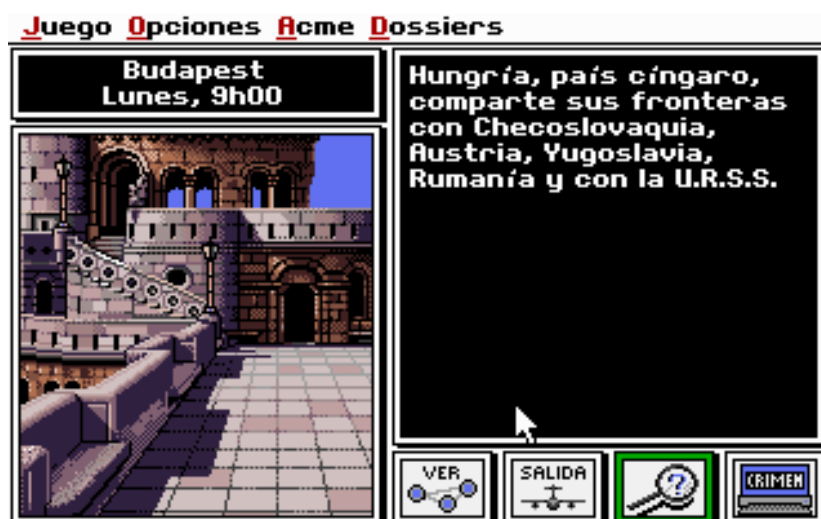 Juego Opciones Acme Dossiers
Budapest
Lunes, 9h00
Hungría, país cíngaro,
comparte sus fronteras
con Checoslovaquia,
Austria, Yugoslavia,
Rumanía y con la U.R.S.S.
VER
SALIDA
?
CRIMEN